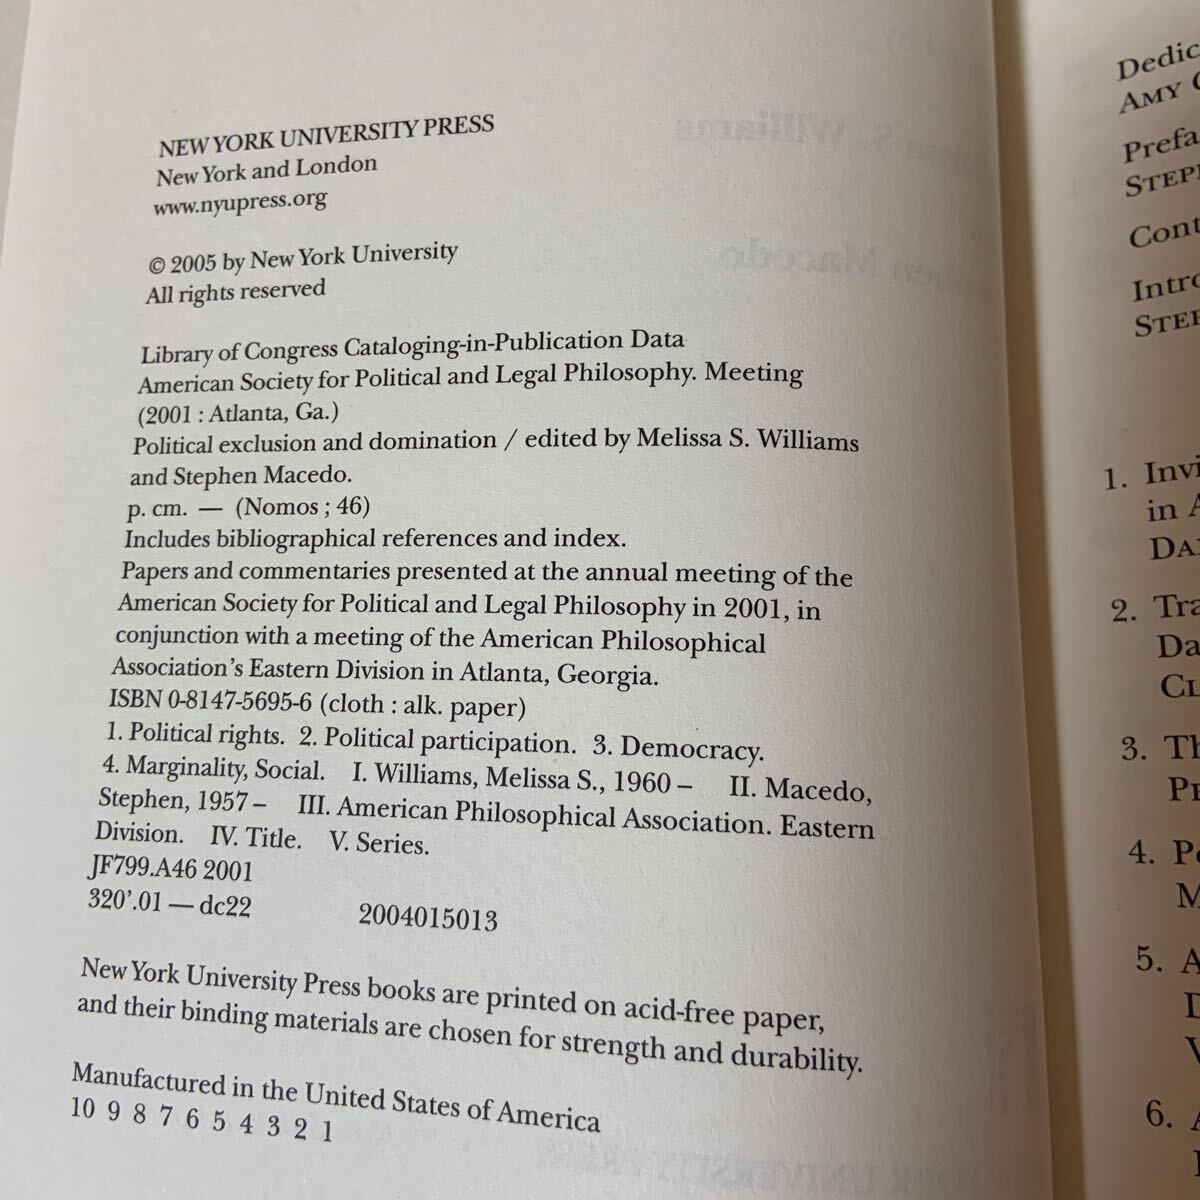 NEW YORK UNIVERSITY PRESS
New York and London
www.nyupress.org
© 2005 by New York University
All rights reserved
Library of Congress Cataloging-in-Publication Data
American Society for Political and Legal Philosophy. Meeting
(2001 : Atlanta, Ga.)
Political exclusion and domination / edited by Melissa S. Williams
and Stephen Macedo.
p. cm. — (Nomos ; 46)
Includes bibliographical references and index.
Papers and commentaries presented at the annual meeting of the
American Society for Political and Legal Philosophy in 2001, in
conjunction with a meeting of the American Philosophical
Association's Eastern Division in Atlanta, Georgia.
ISBN 0-8147-5695-6 (cloth : alk. paper)
1. Political rights. 2. Political participation. 3. Democracy.
4. Marginality, Social. I. Williams, Melissa S., 1960 – II. Macedo,
Stephen, 1957 – III. American Philosophical Association. Eastern
Division. IV. Title. V. Series.
JF799.A46 2001
320'.01 — dc22 2004015013
New York University Press books are printed on acid-free paper,
and their binding materials are chosen for strength and durability.
Manufactured in the United States of America
10 9 8 7 6 5 4 3 2 1
Dedic
AMY
Prefa
STEP
Cont
Intro
STEP
1. Invi
in A
DA
2. Tra
Da
CL
3. Th
PE
4. Po
M
5. A
D
V
6. A